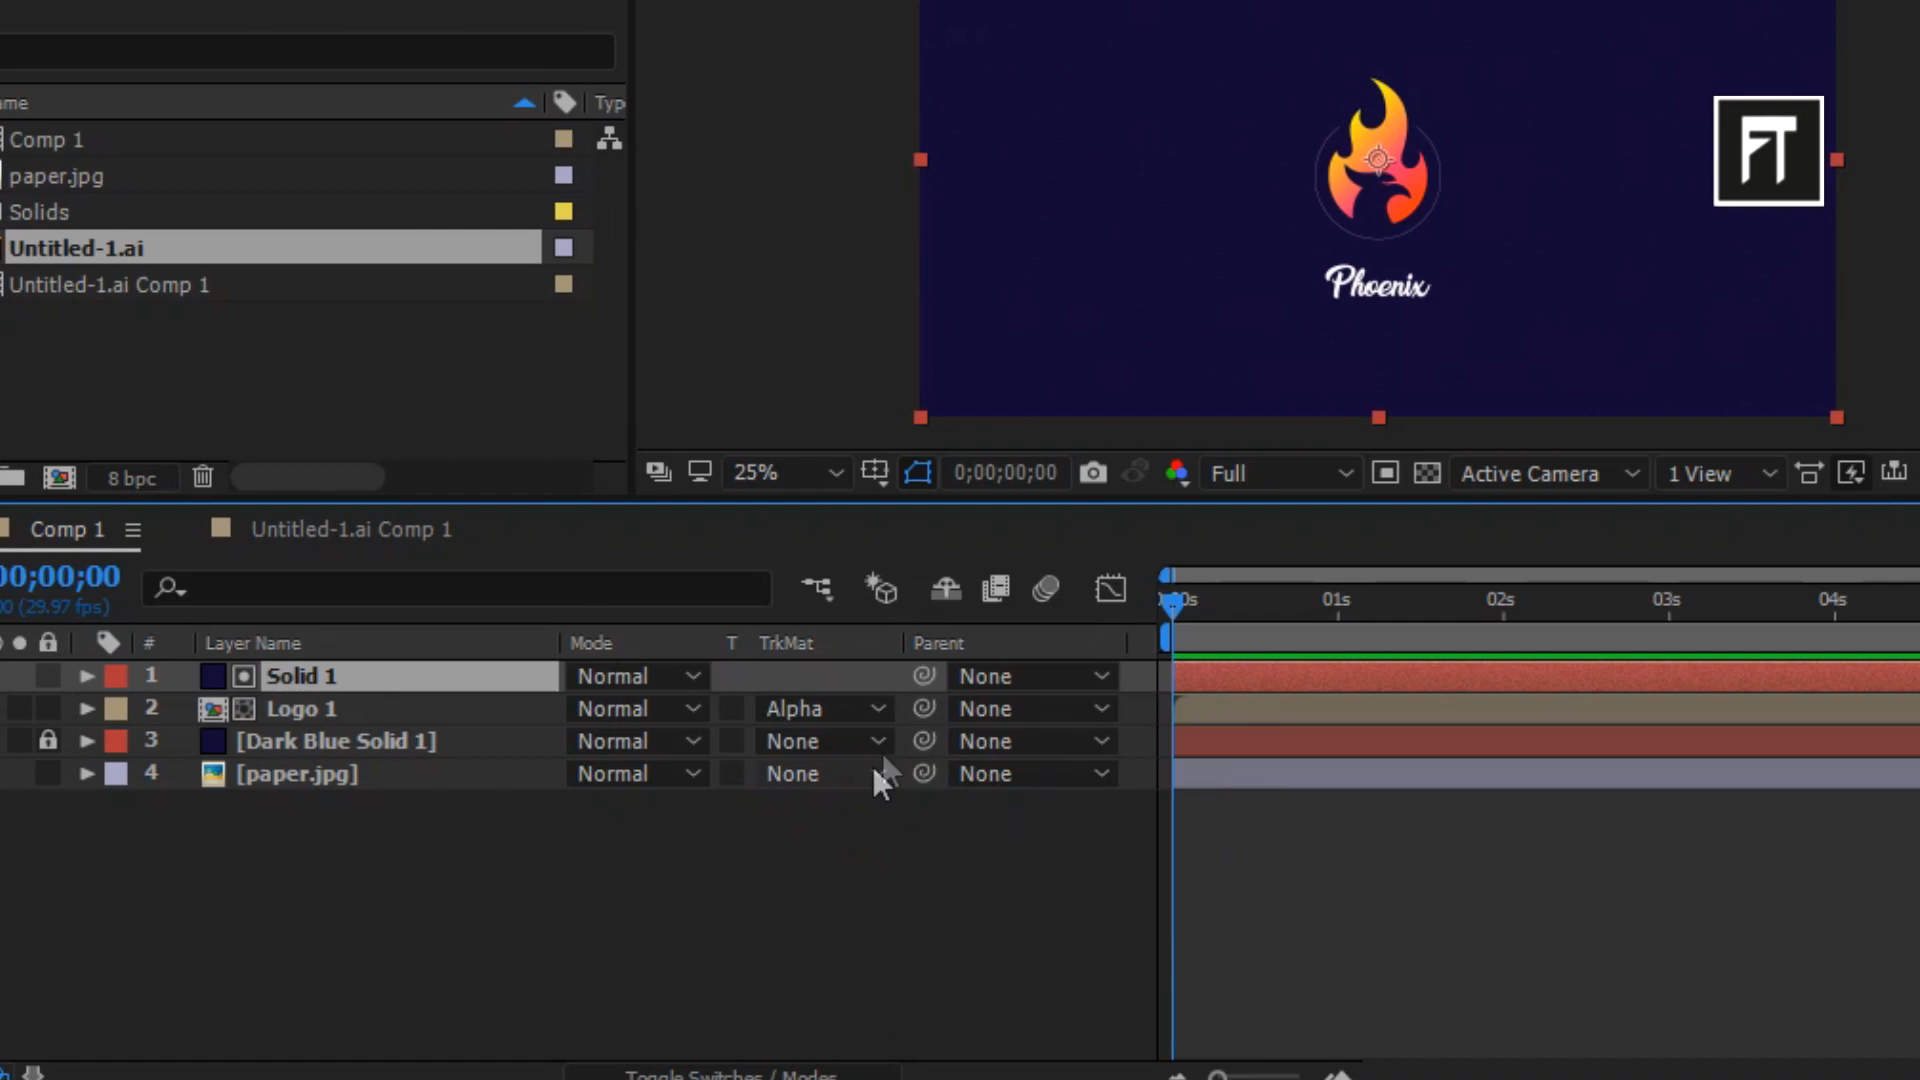 ame
Typ
Comp 1
paper.jpg
Solids
Untitled-1.ai
Untitled-1.ai Comp 1
8 bpc
FT
Phoenix
25%
0;00;00;00
Full
Active Camera
1 View
Comp 1
Untitled-1.ai Comp 1
00;00;00
00 (29.97 fps)
# Layer Name Mode T TrkMat Parent
01s 02s 03s 04s
1 Solid 1 Normal None
2 Logo 1 Normal Alpha None
3 [Dark Blue Solid 1] Normal None None
4 [paper.jpg] Normal None None
Toggle Switches / Modes